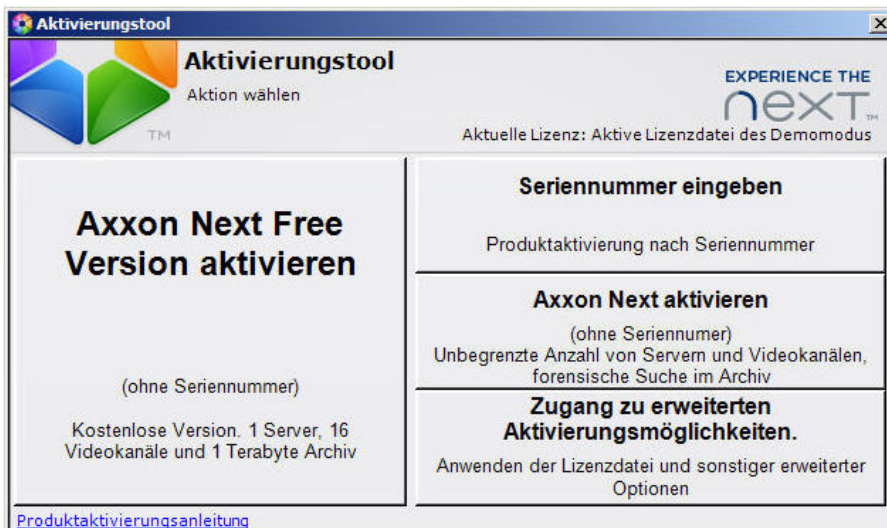 Aktivierungstool
Aktivierungstool
Aktion wählen
TM
EXPERIENCE THE
next TM
Aktuelle Lizenz: Aktive Lizenzdatei des Demomodus
Axxon Next Free
Version aktivieren
(ohne Seriennummer)
Kostenlose Version. 1 Server, 16
Videokanäle und 1 Terabyte Archiv
Seriennummer eingeben
Produktaktivierung nach Seriennummer
Axxon Next aktivieren
(ohne Seriennumer)
Unbegrenzte Anzahl von Servern und Videokanälen,
forensische Suche im Archiv
Zugang zu erweiterten
Aktivierungsmöglichkeiten.
Anwenden der Lizenzdatei und sonstiger erweiterter
Optionen
Produktaktivierungsanleitung